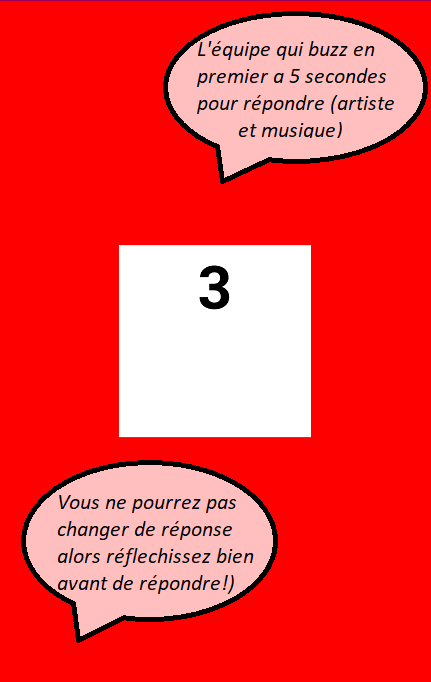 L'équipe qui buzz en
premier a 5 secondes
pour répondre (artiste
et musique)
3
Vous ne pourrez pas
changer de réponse
alors réflechissez bien
avant de répondre!)